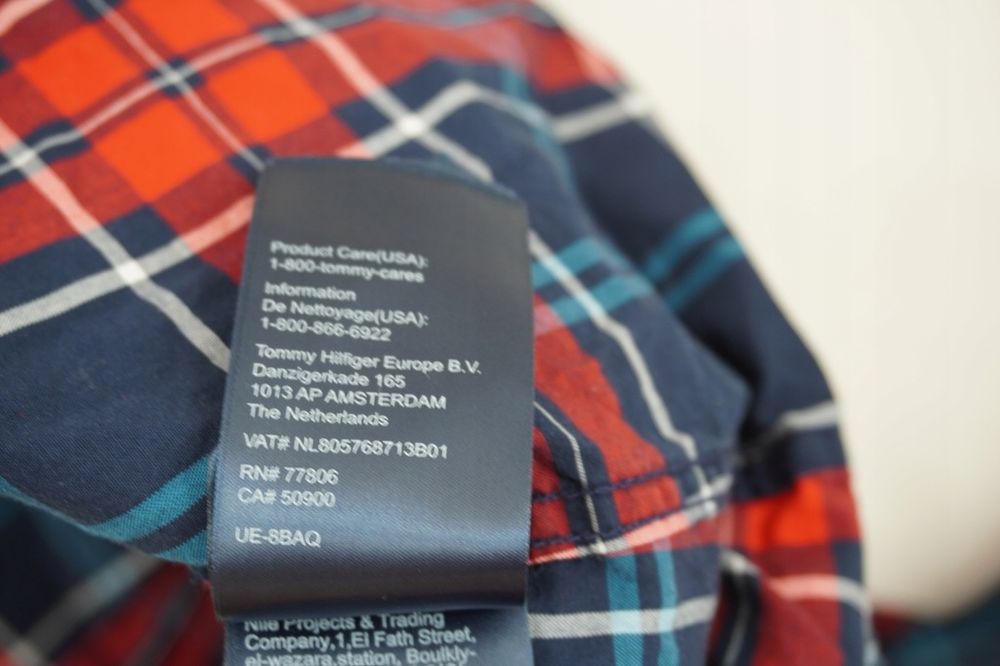 Product Care(USA):
1-800-tommy-cares
Information
De Nettoyage(USA):
1-800-866-6922
Tommy Hilfiger Europe B.V.
Danzigerkade 165
1013 AP AMSTERDAM
The Netherlands
VAT# NL805768713B01
RN# 77806
CA# 50900
UE-8BAQ
Nile Projects & Trading
Company,1,El Fath Street,
el-wazara,station, Boulkly-